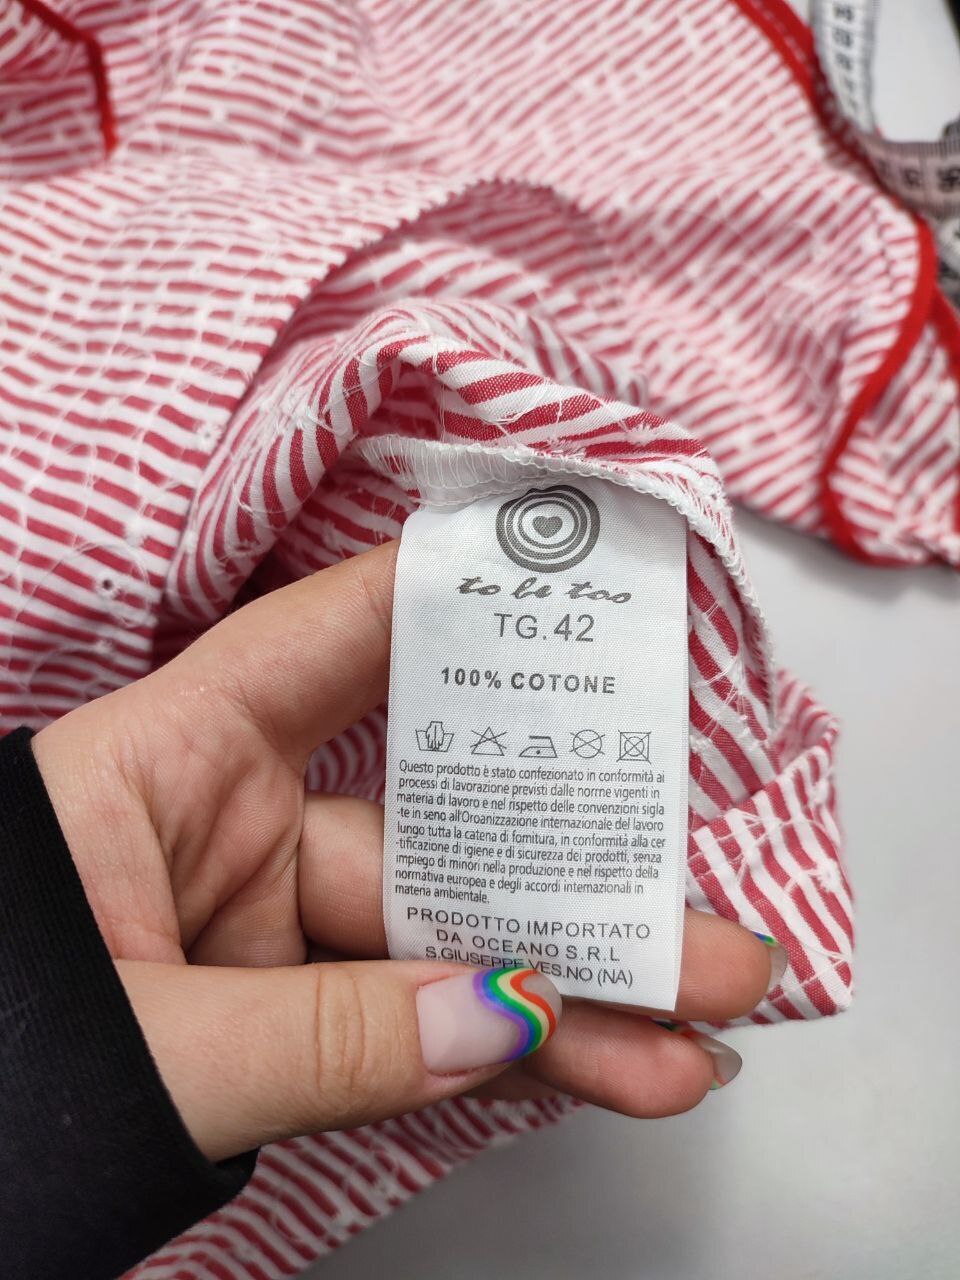 to be too
TG.42
100% COTONE
Questo prodotto è stato confezionato in conformità ai
processi di lavorazione previsti dalle norme vigenti in
materia di lavoro e nel rispetto delle convenzioni sigla
-te in seno all'Oroanizzazione internazionale del lavoro
lungo tutta la catena di fomitura, in conformità alla cer
-tificazione di igiene e di sicurezza dei prodotti, senza
impiego di minori nella produzione e nel rispetto della
normativa europea e degli accordi intemazionali in
materia ambientale.
PRODOTTO IMPORTATO
DA OCEANO S.R.L
S.GIUSEPPE VES.NO (NA)